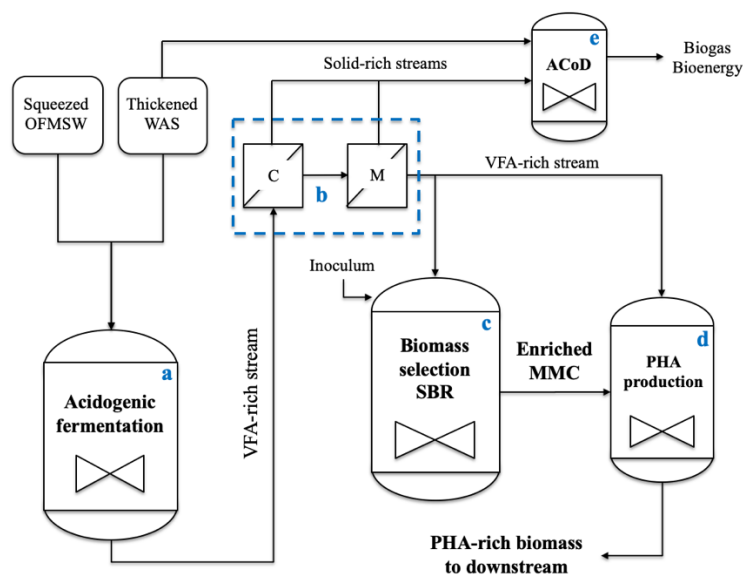 e
ACoD
Biogas
Bioenergy
Solid-rich streams
Squeezed
OFMSW
Thickened
WAS
C
M
b
VFA-rich stream
Inoculum
c
Biomass
selection
SBR
Enriched
MMC
d
PHA
production
a
Acidogenic
fermentation
VFA-rich stream
PHA-rich biomass
to downstream